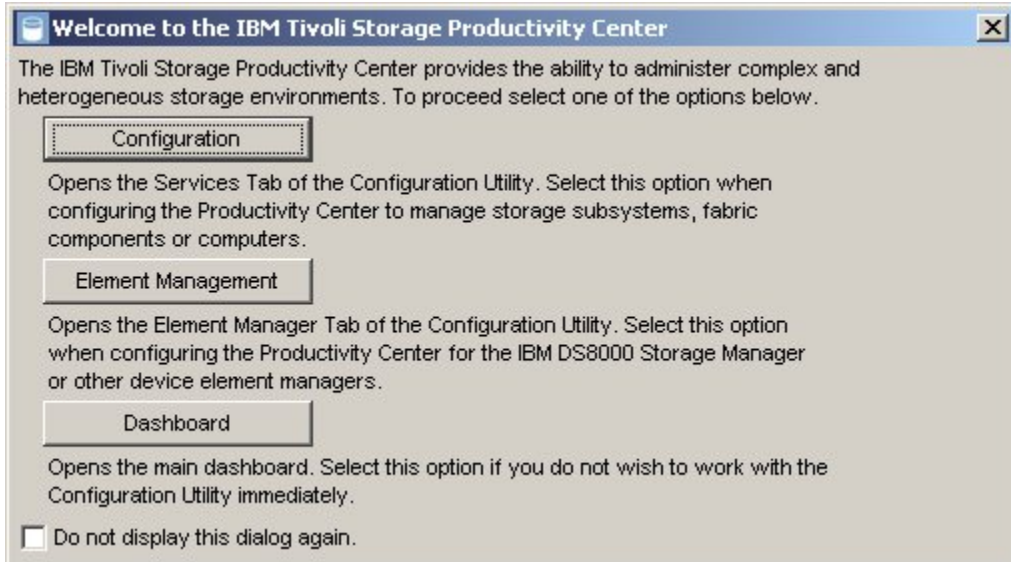 Welcome to the IBM Tivoli Storage Productivity Center
The IBM Tivoli Storage Productivity Center provides the ability to administer complex and
heterogeneous storage environments. To proceed select one of the options below.
Configuration
Opens the Services Tab of the Configuration Utility. Select this option when
configuring the Productivity Center to manage storage subsystems, fabric
components or computers.
Element Management
Opens the Element Manager Tab of the Configuration Utility. Select this option
when configuring the Productivity Center for the IBM DS8000 Storage Manager
or other device element managers.
Dashboard
Opens the main dashboard. Select this option if you do not wish to work with the
Configuration Utility immediately.
Do not display this dialog again.